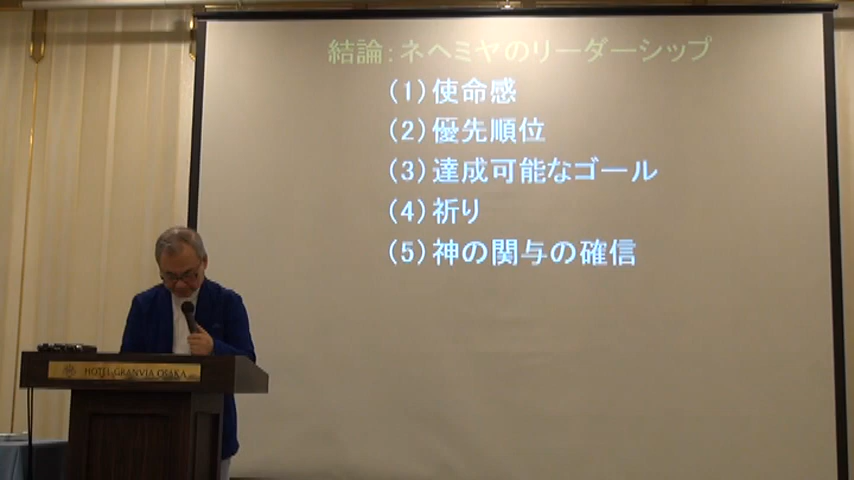 結論：ネヘミヤのリーダーシップ
（1）使命感
（2）優先順位
（3）達成可能なゴール
（4）祈り
（5）神の関与の確信
HOTEL GRANVIA OSAKA